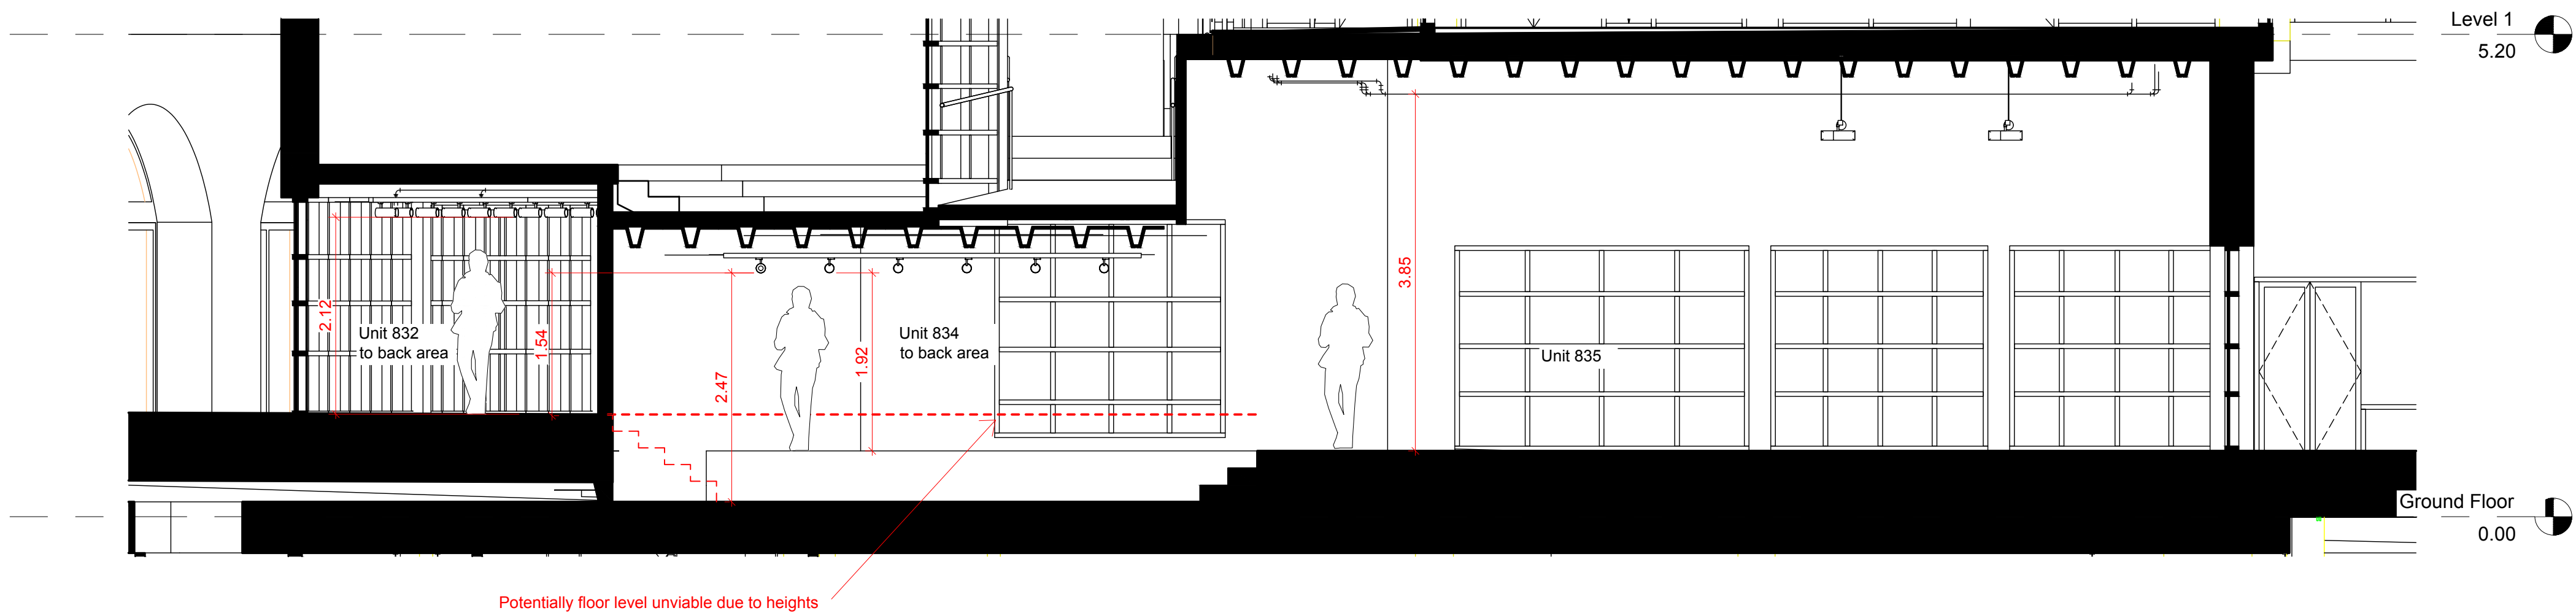 Level 1
5.20
3.85
2.12
Unit 832
to back area
1.54
2.47
1.92
Unit 834
to back area
Unit 835
Ground Floor
0.00
Potentially floor level unviable due to heights